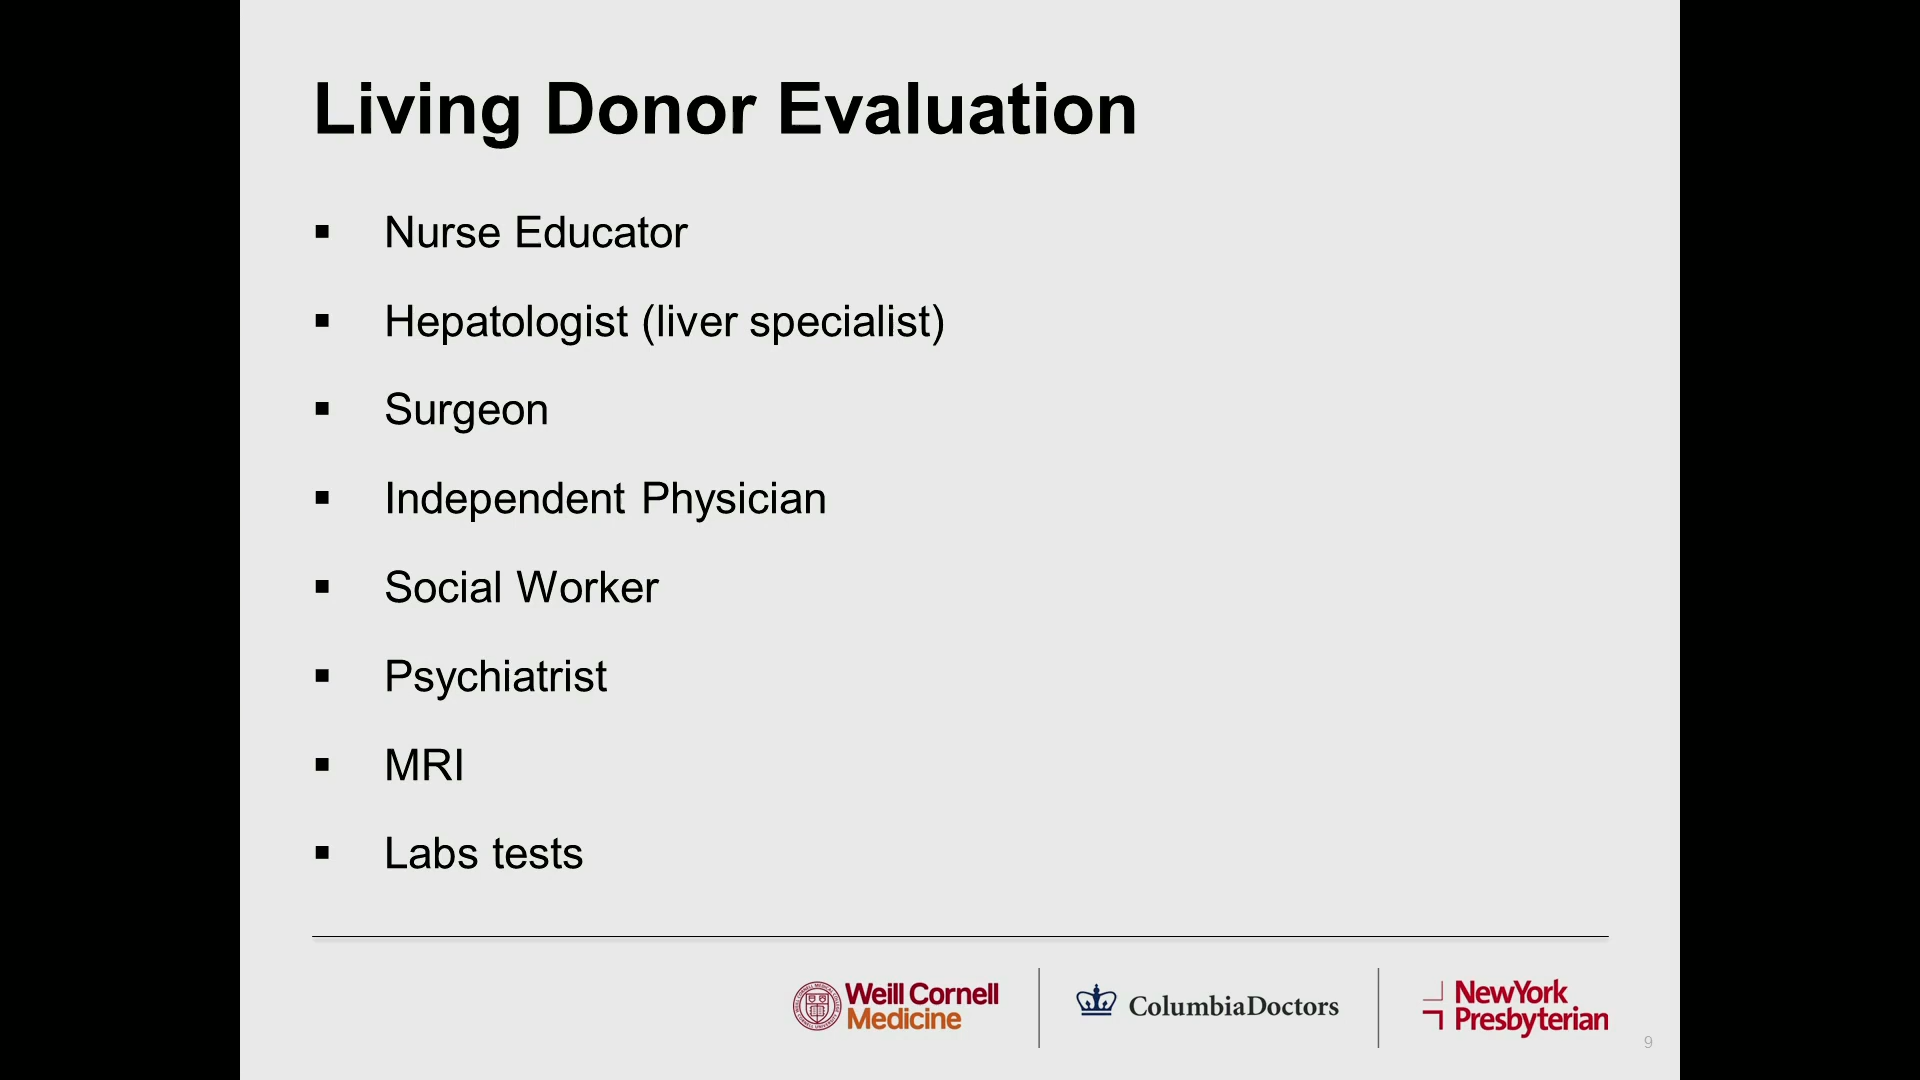 Living Donor Evaluation
▪ Nurse Educator
▪ Hepatologist (liver specialist)
▪ Surgeon
▪ Independent Physician
▪ Social Worker
▪ Psychiatrist
▪ MRI
▪ Labs tests
Weill Cornell
Medicine
ColumbiaDoctors
NewYork
Presbyterian
9